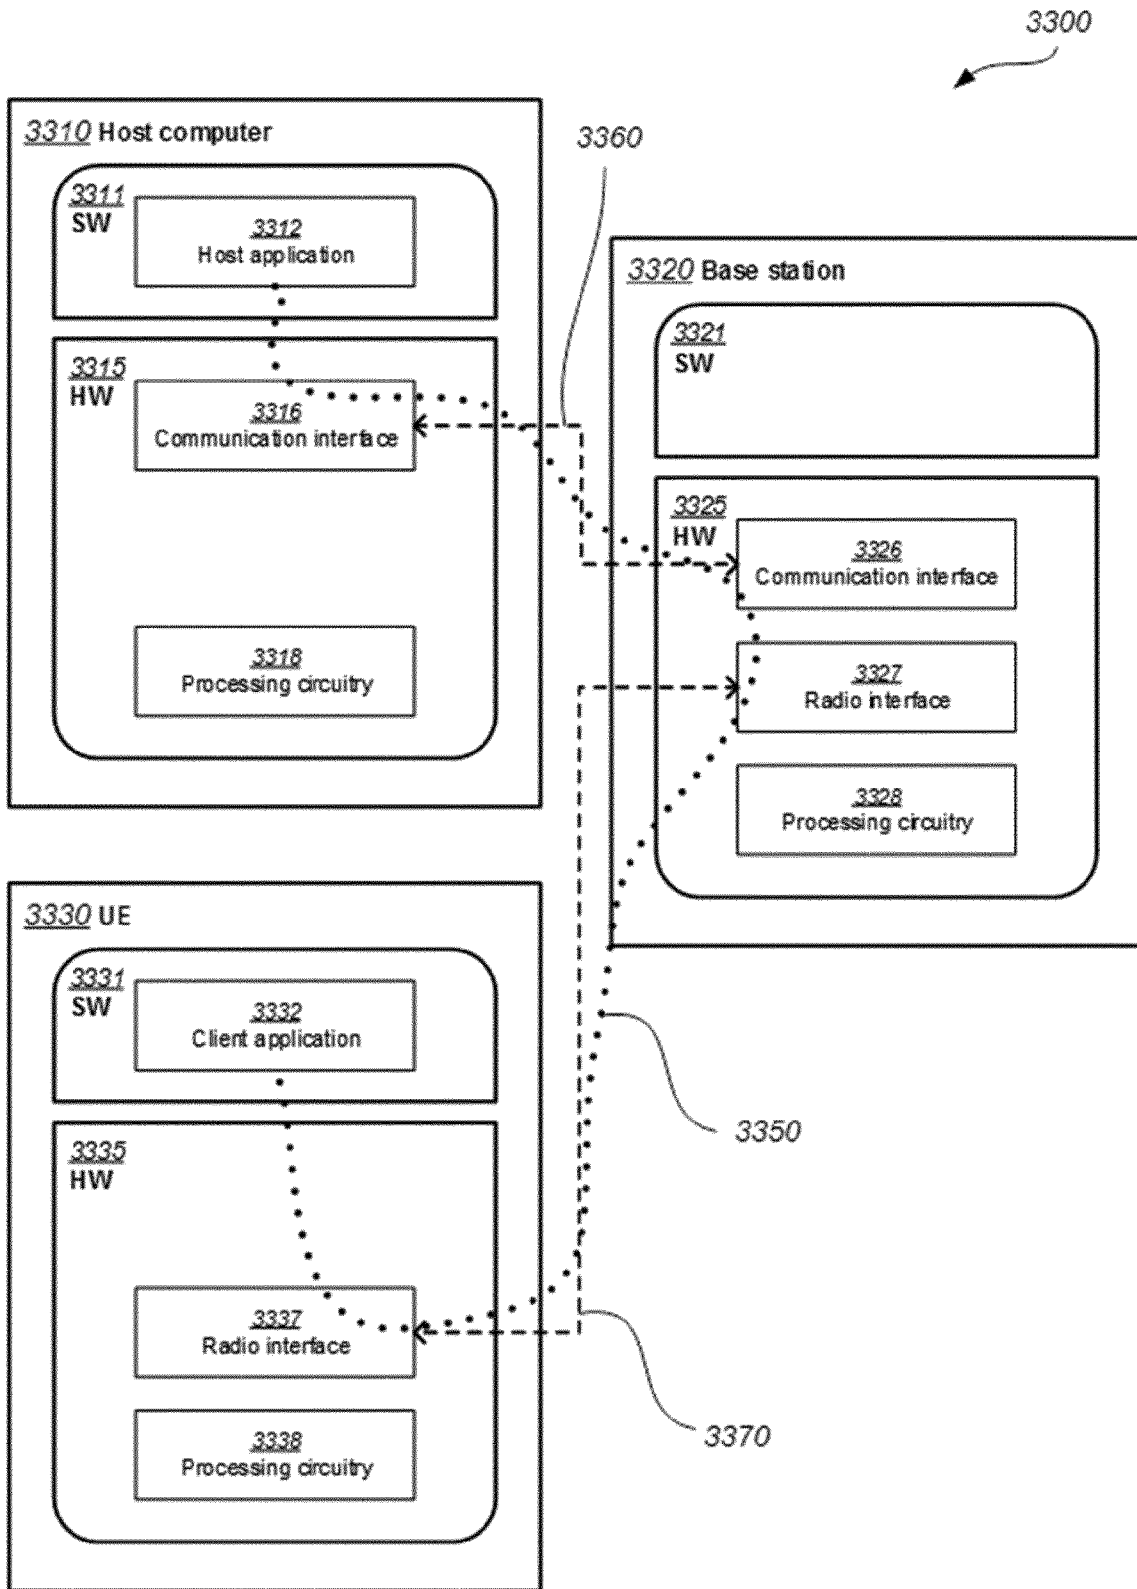 3300
3310 Host computer
3311
SW
3312
Host application
3315
HW
3316
Communication interface
3318
Processing circuitry
3360
3320 Base station
3321
SW
3325
HW
3326
Communication interface
3327
Radio interface
3328
Processing circuitry
3330 UE
3331
SW
3332
Client application
3335
HW
3337
Radio interface
3338
Processing circuitry
3350
3370